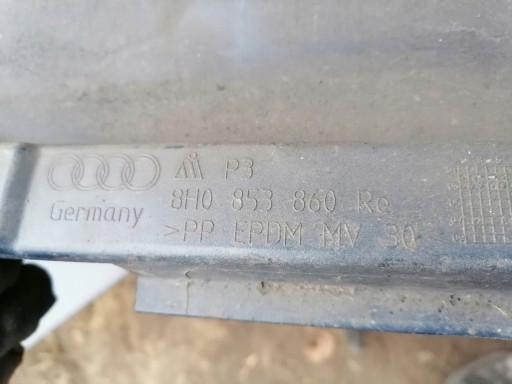 P3
Germany
8H0 853 860 Re
>PP EPDM MV 30